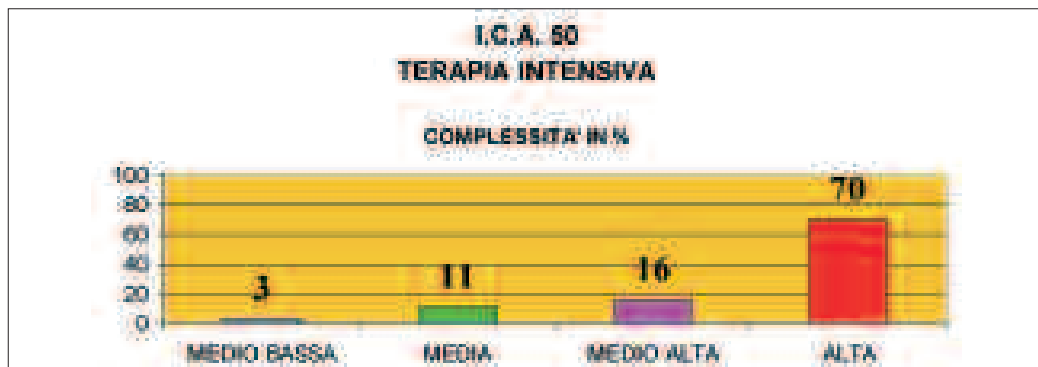 I.C.A. 50
TERAPIA INTENSIVA
COMPLESSITA' IN %
100
80
60
40
20
0
3
11
16
70
MEDIO BASSA
MEDIA
MEDIO ALTA
ALTA